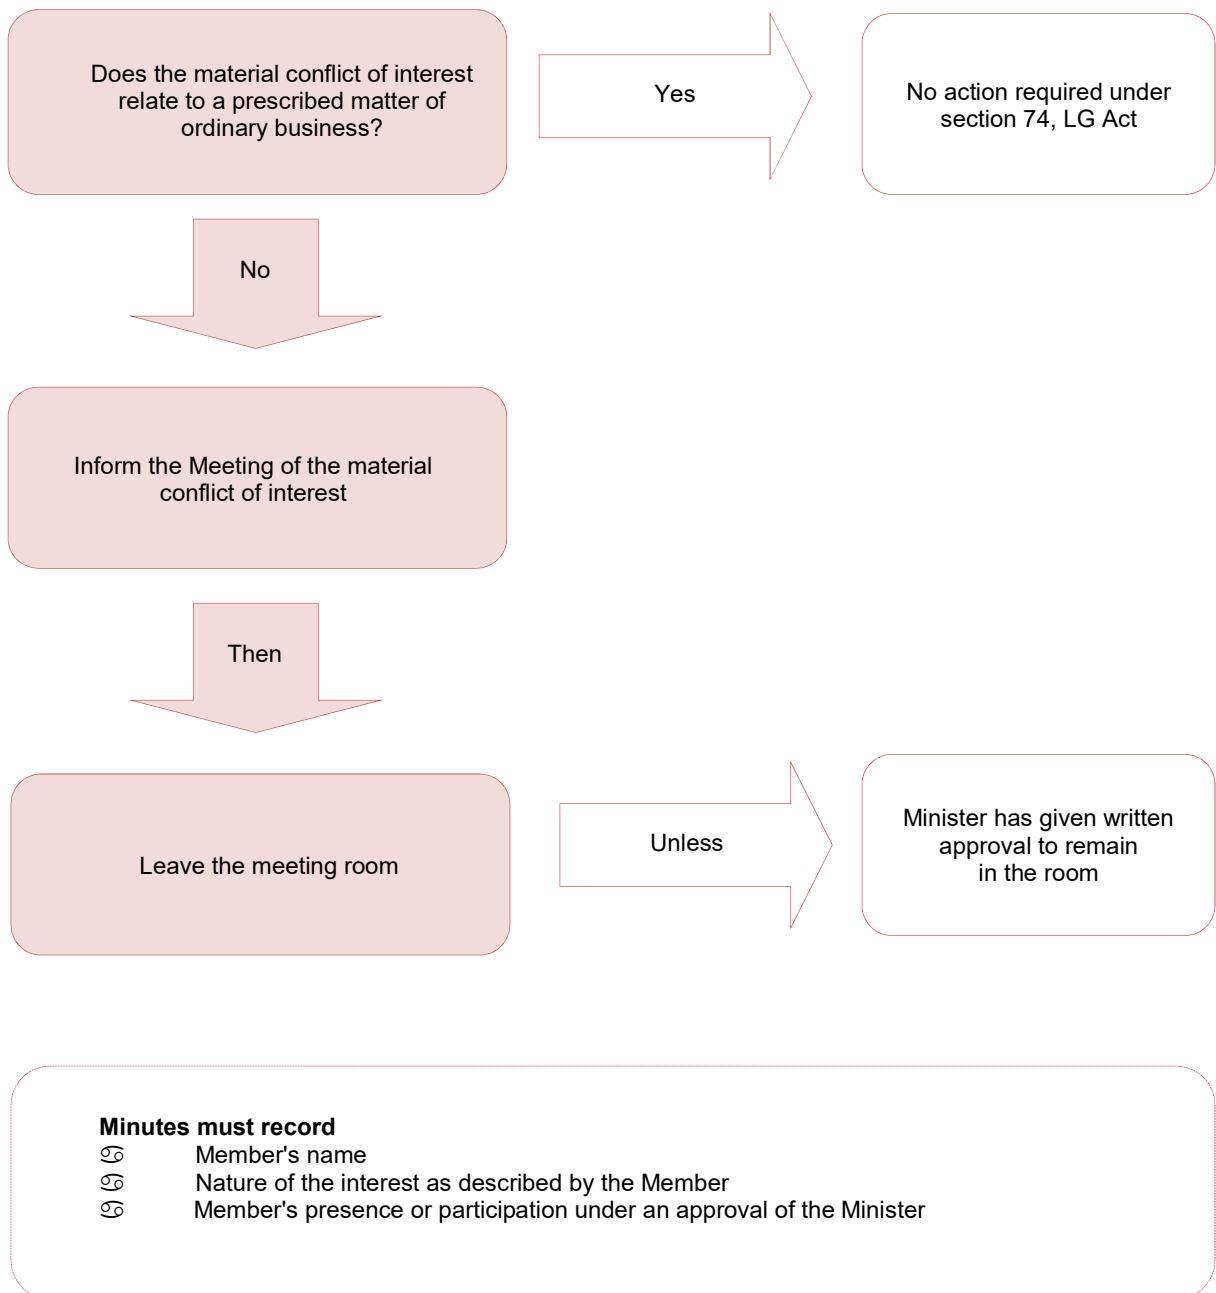 Does the material conflict of interest
relate to a prescribed matter of
ordinary business?
Yes
No action required under
section 74, LG Act
No
Inform the Meeting of the material
conflict of interest
Then
Leave the meeting room
Unless
Minister has given written
approval to remain
in the room
Minutes must record
♋ Member's name
♋ Nature of the interest as described by the Member
♋ Member's presence or participation under an approval of the Minister